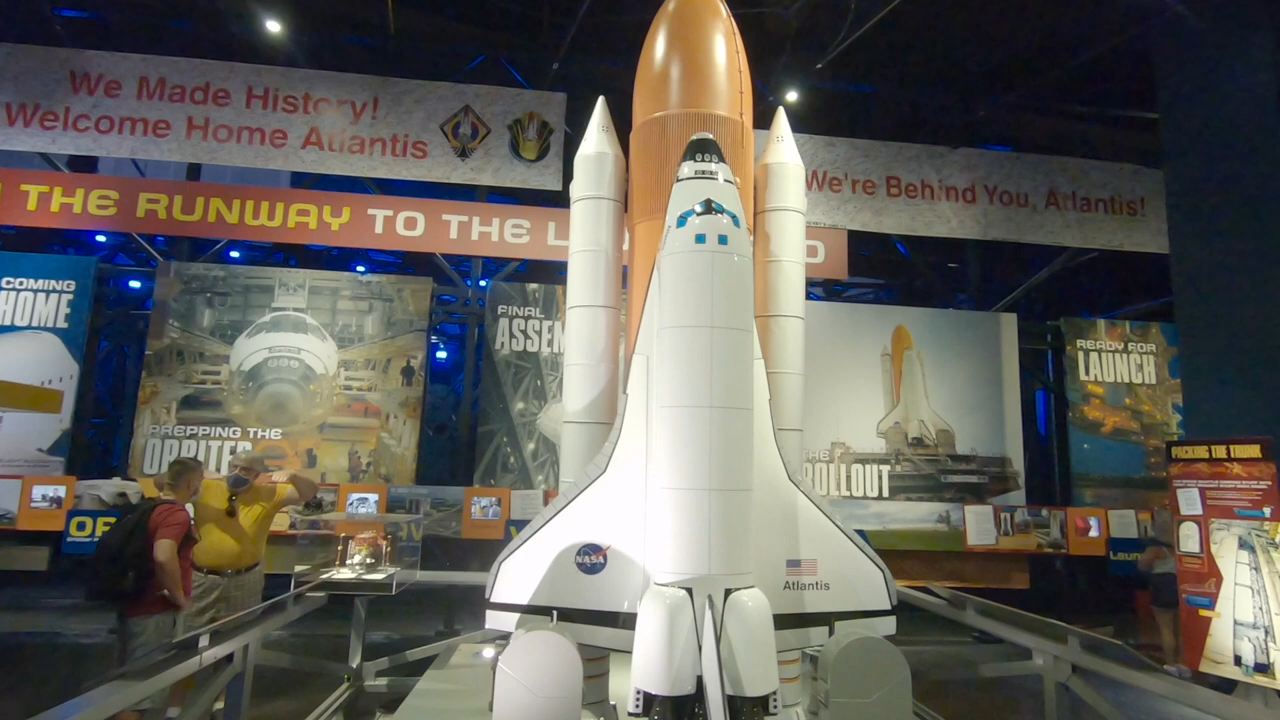 We Made History!
Welcome Home Atlantis
THE RUNWAY TO THE L
D
We're Behind You, Atlantis!
COMING
HOME
PREPPING THE
ORBITER
FINAL
ASSEM
THE
ROLLOUT
READY FOR
LAUNCH
PACKING THE TRUNK
NASA
Atlantis